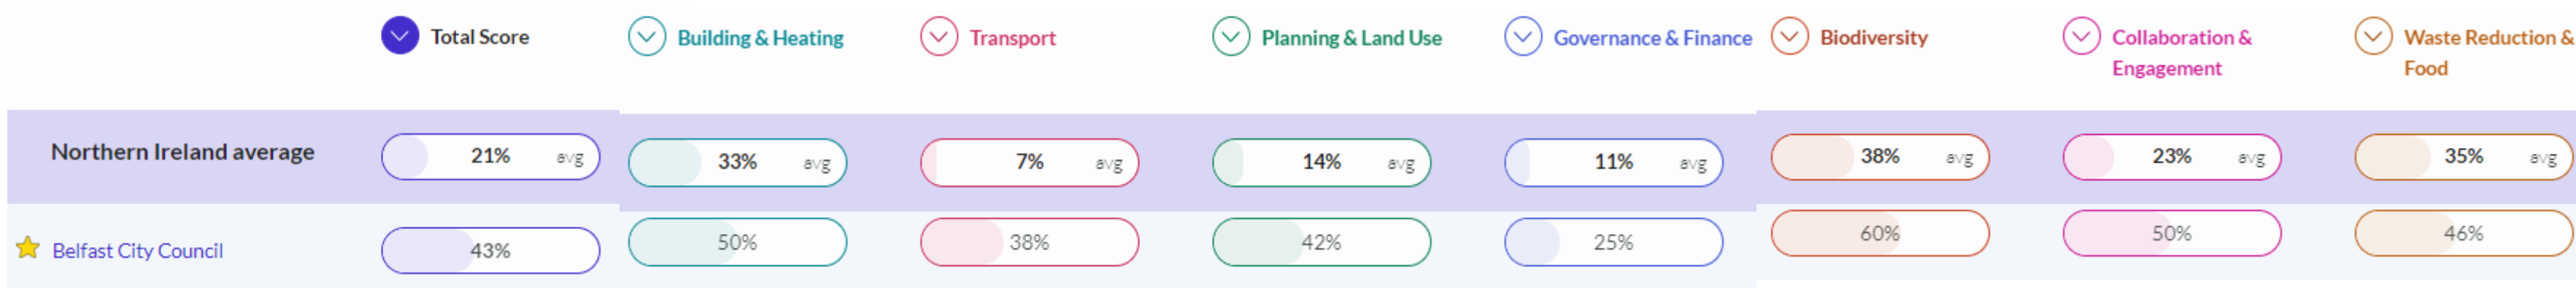 Total Score Building & Heating Transport Planning & Land Use Governance & Finance Biodiversity Collaboration & Waste Reduction &
Engagement Food
Northern Ireland average 21% avg 33% avg 7% avg 14% avg 11% avg 38% avg 23% avg 35% avg
Belfast City Council 43% 50% 38% 42% 25% 60% 50% 46%